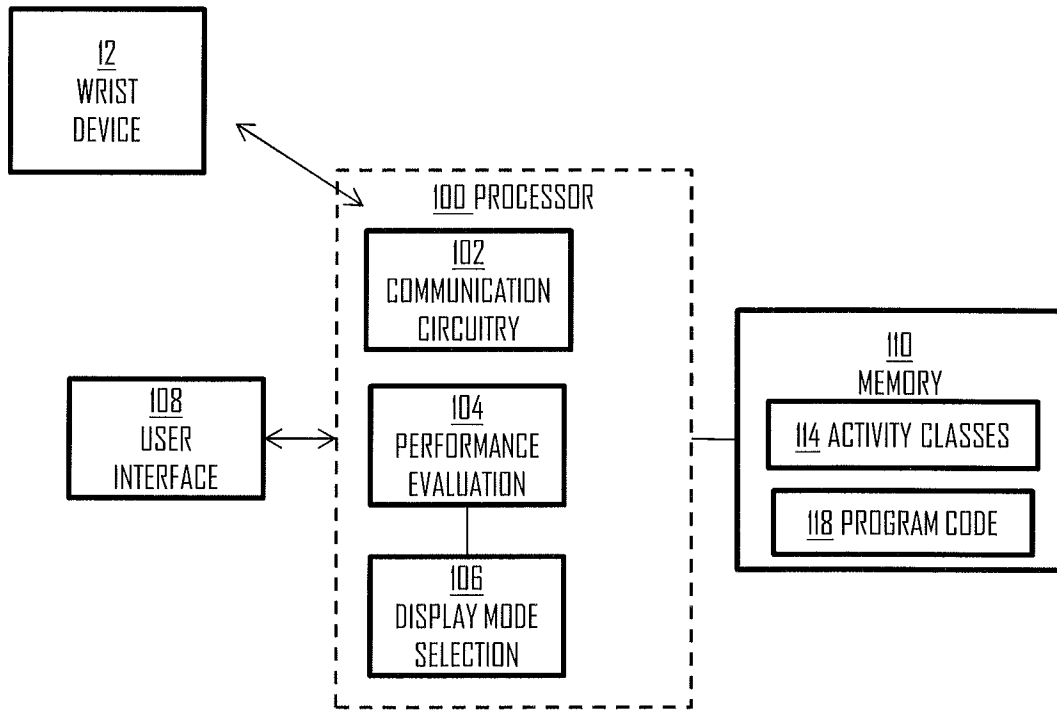 12
WRIST
DEVICE
100 PROCESSOR
102
COMMUNICATION
CIRCUITRY
108
USER
INTERFACE
104
PERFORMANCE
EVALUATION
106
DISPLAY MODE
SELECTION
110
MEMORY
114 ACTIVITY CLASSES
118 PROGRAM CODE